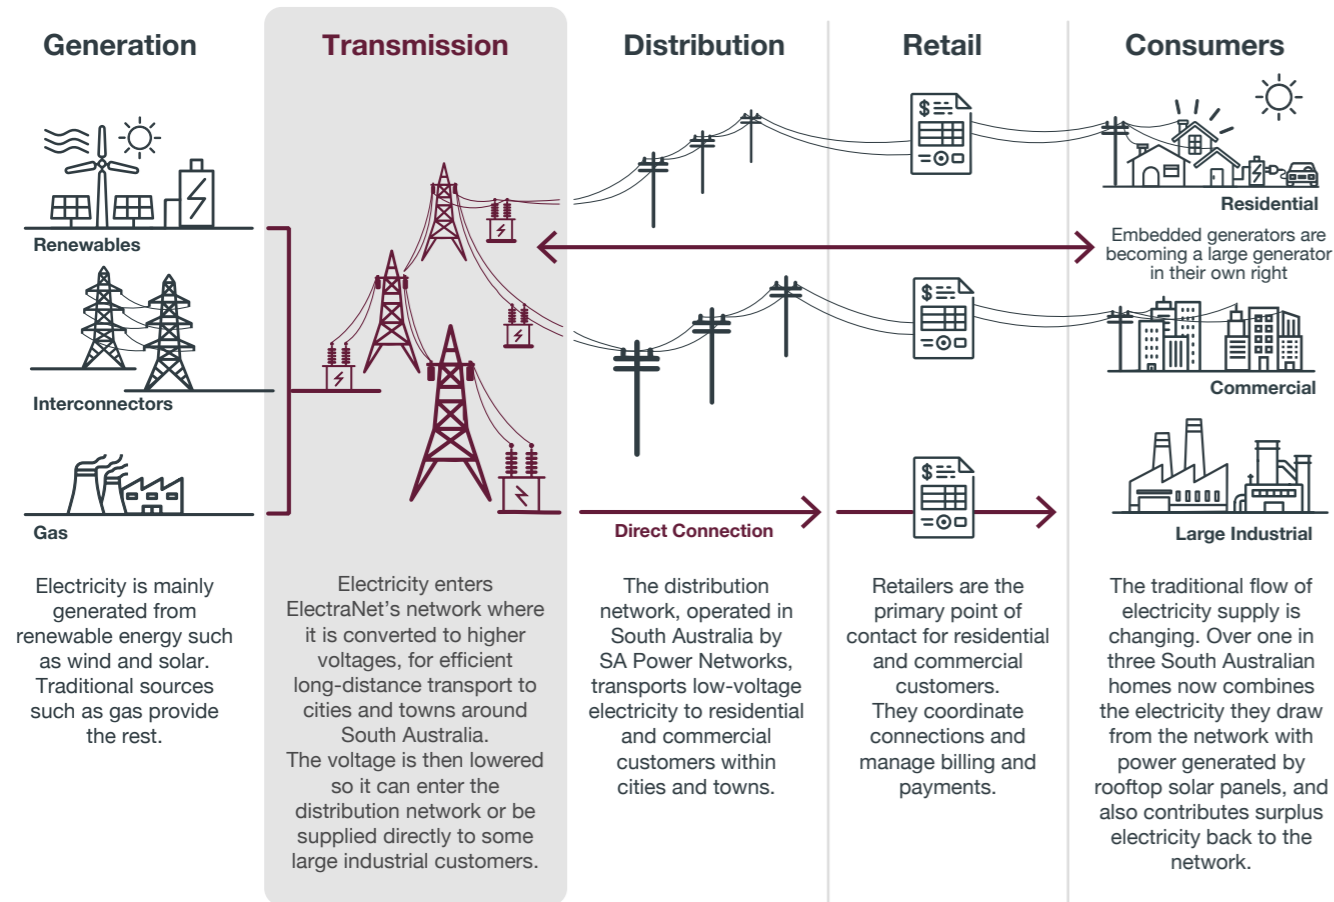 Generation
Renewables
Interconnectors
Gas
Electricity is mainly
generated from
renewable energy such
as wind and solar.
Traditional sources
such as gas provide
the rest.
Transmission
Electricity enters
ElectraNet’s network where
it is converted to higher
voltages, for efficient
long-distance transport to
cities and towns around
South Australia.
The voltage is then lowered
so it can enter the
distribution network or be
supplied directly to some
large industrial customers.
Distribution
Direct Connection
The distribution
network, operated in
South Australia by
SA Power Networks,
transports low-voltage
electricity to residential
and commercial
customers within
cities and towns.
Retail
$
$
$
Retailers are the
primary point of
contact for residential
and commercial
customers.
They coordinate
connections and
manage billing and
payments.
Consumers
Residential
Embedded generators are
becoming a large generator
in their own right
Commercial
Large Industrial
The traditional flow of
electricity supply is
changing. Over one in
three South Australian
homes now combines
the electricity they draw
from the network with
power generated by
rooftop solar panels, and
also contributes surplus
electricity back to the
network.